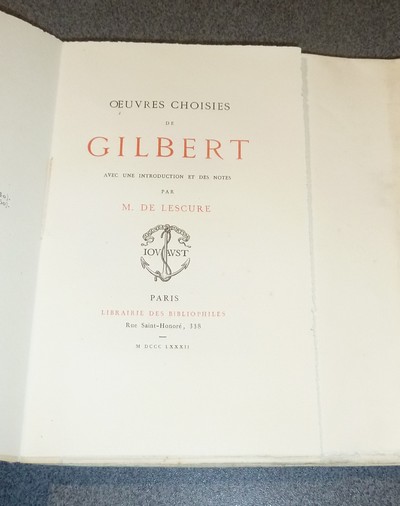 ŒUVRES CHOISIES
DE
GILBERT
AVEC UNE INTRODUCTION ET DES NOTES
PAR
M. DE LESCURE
IOVAVST
PARIS
LIBRAIRIE DES BIBLIOPHILES
Rue Saint-Honoré, 338
M DCCC LXXXII